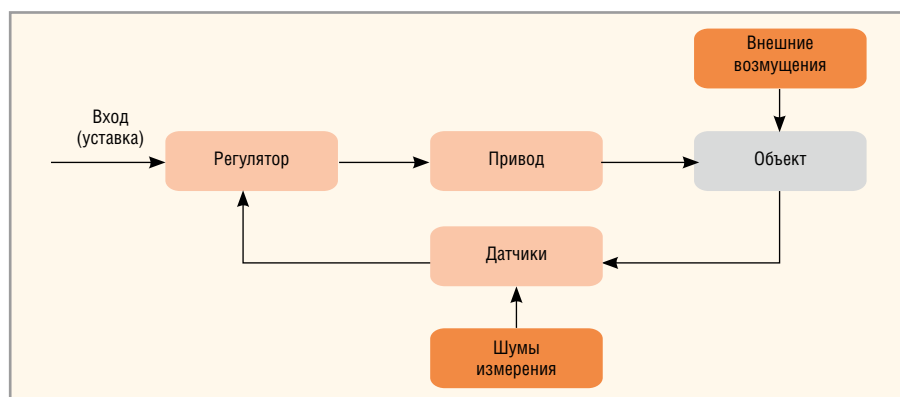 Внешние
возмущения
Вход
(уставка)
Регулятор
Привод
Объект
Датчики
Шумы
измерения